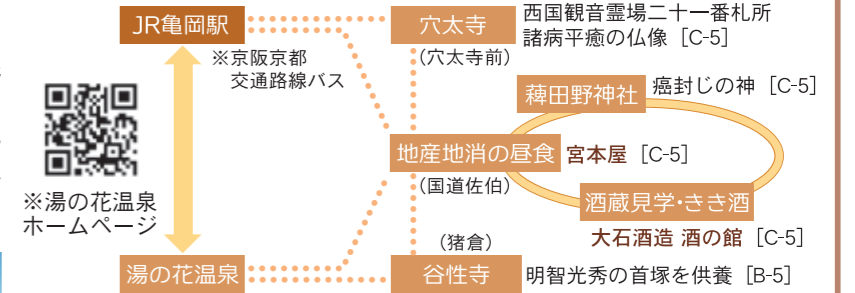 JR亀岡駅
※京阪京都
交通路線バス
穴太寺
(穴太寺前)
西国観音霊場二十一番札所
諸病平癒の仏像［C-5］
薭田野神社
癌封じの神［C-5］
地産地消の昼食
宮本屋［C-5］
(国道佐伯)
酒蔵見学・きき酒
大石酒造 酒の館［C-5］
※湯の花温泉
ホームページ
湯の花温泉
(猪倉)
谷性寺
明智光秀の首塚を供養［B-5］